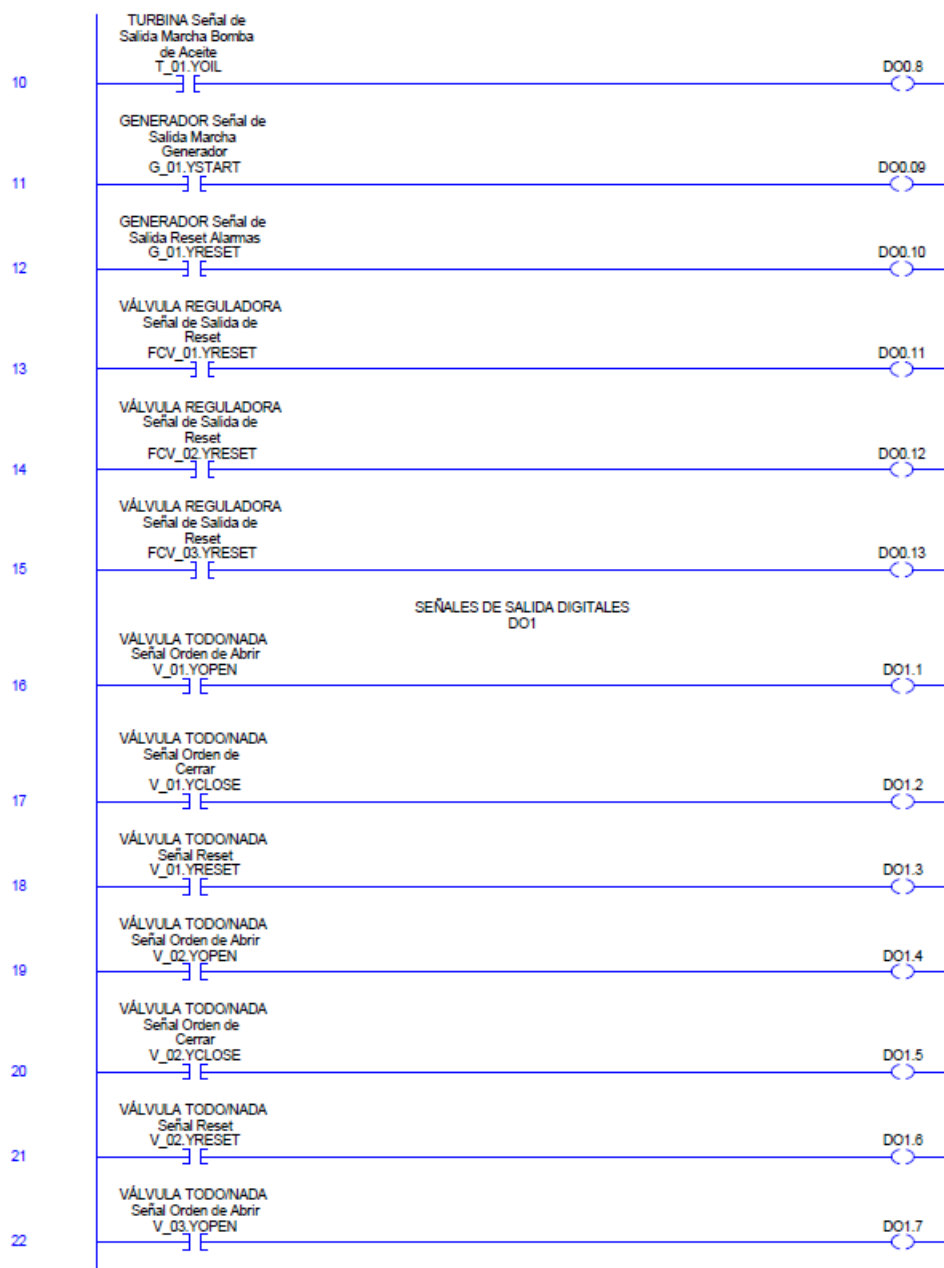 TURBINA Señal de
Salida Marcha Bomba
de Aceite
T_01.YOIL
DO0.8
10
GENERADOR Señal de
Salida Marcha
Generador
G_01.YSTART
DO0.09
11
GENERADOR Señal de
Salida Reset Alarmas
G_01.YRESET
DO0.10
12
VÁLVULA REGULADORA
Señal de Salida de
Reset
FCV_01.YRESET
DO0.11
13
VÁLVULA REGULADORA
Señal de Salida de
Reset
FCV_02.YRESET
DO0.12
14
VÁLVULA REGULADORA
Señal de Salida de
Reset
FCV_03.YRESET
DO0.13
15
SEÑALES DE SALIDA DIGITALES
DO1
VÁLVULA TODO/NADA
Señal Orden de Abrir
V_01.YOPEN
DO1.1
16
VÁLVULA TODO/NADA
Señal Orden de
Cerrar
V_01.YCLOSE
DO1.2
17
VÁLVULA TODO/NADA
Señal Reset
V_01.YRESET
DO1.3
18
VÁLVULA TODO/NADA
Señal Orden de Abrir
V_02.YOPEN
DO1.4
19
VÁLVULA TODO/NADA
Señal Orden de
Cerrar
V_02.YCLOSE
DO1.5
20
VÁLVULA TODO/NADA
Señal Reset
V_02.YRESET
DO1.6
21
VÁLVULA TODO/NADA
Señal Orden de Abrir
V_03.YOPEN
DO1.7
22